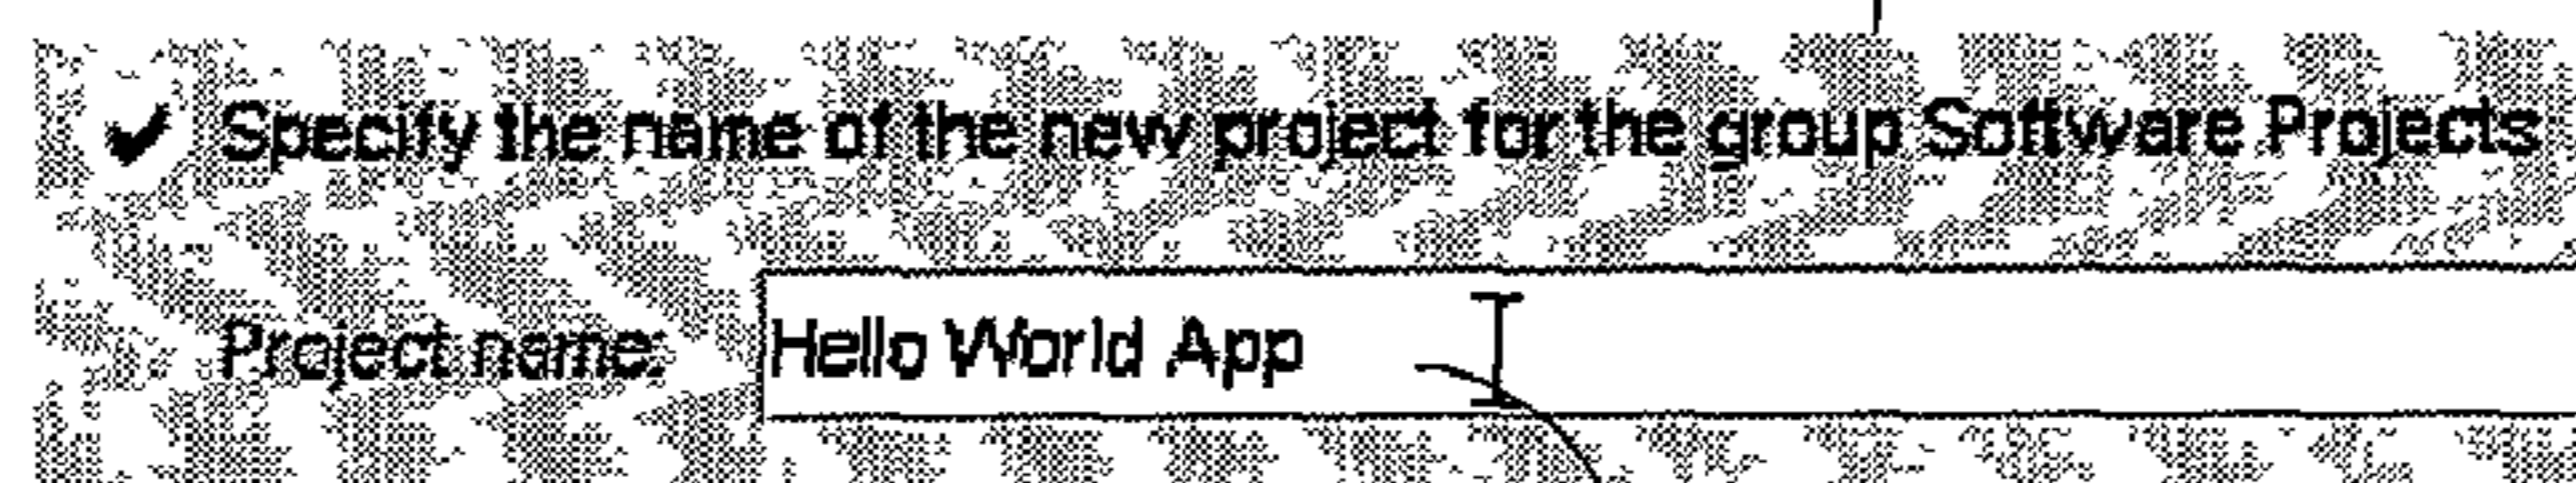 Specify the name of the new project for the group Software Projects
Project name: Hello World App